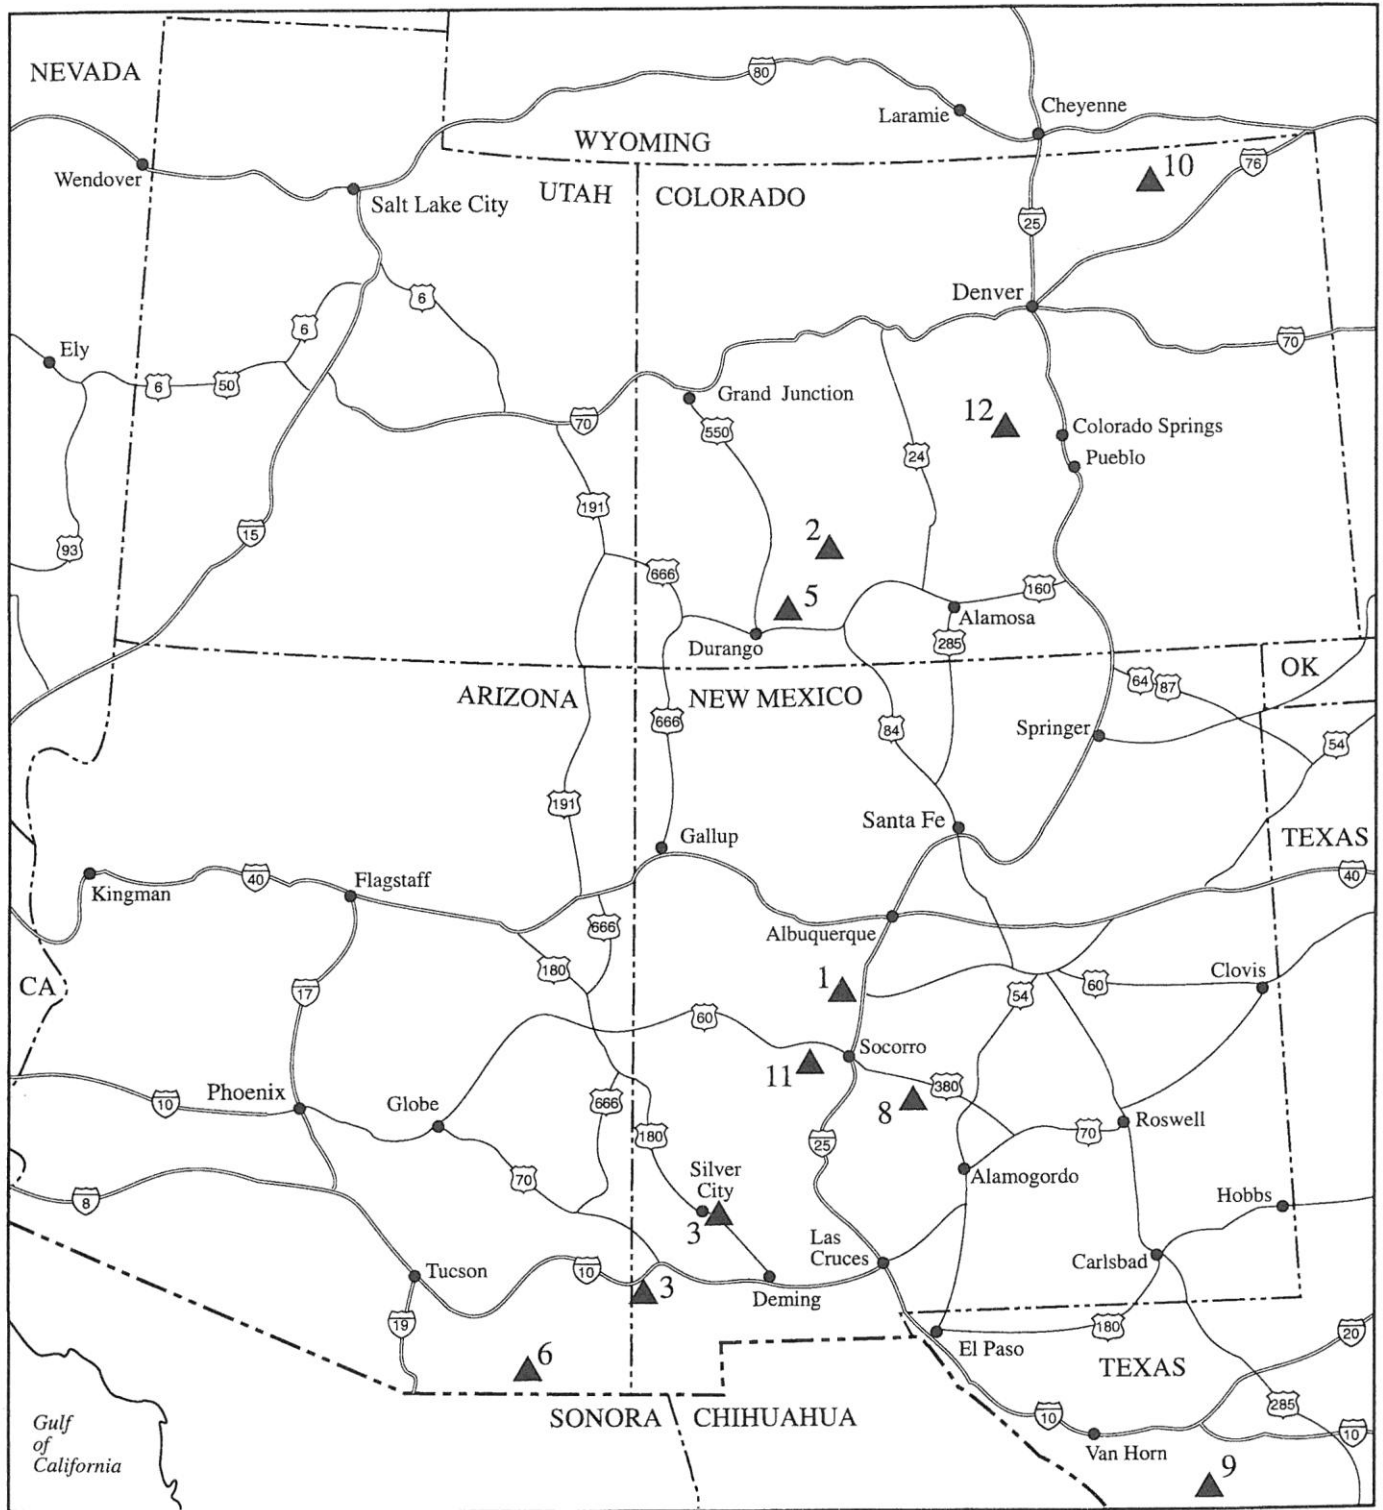 NEVADA
80
Laramie
Cheyenne
WYOMING
Wendover
Salt Lake City
UTAH
COLORADO
10
76
25
6
6
Denver
70
Ely
6
50
70
Grand Junction
550
12
Colorado Springs
24
Pueblo
191
15
93
2
666
5
160
Alamosa
Durango
285
ARIZONA
NEW MEXICO
OK
64
87
666
84
Springer
54
191
Santa Fe
Gallup
TEXAS
40
Kingman
40
Flagstaff
666
Albuquerque
CA
180
17
1
54
60
Clovis
60
Socorro
11
380
8
Phoenix
10
Globe
666
180
25
70
Roswell
8
70
Silver
City
3
Alamogordo
Hobbs
Las
Cruces
Carlsbad
Tucson
10
3
Deming
19
180
20
El Paso
6
TEXAS
SONORA
CHIHUAHUA
10
285
10
Gulf
of
California
Van Horn
9